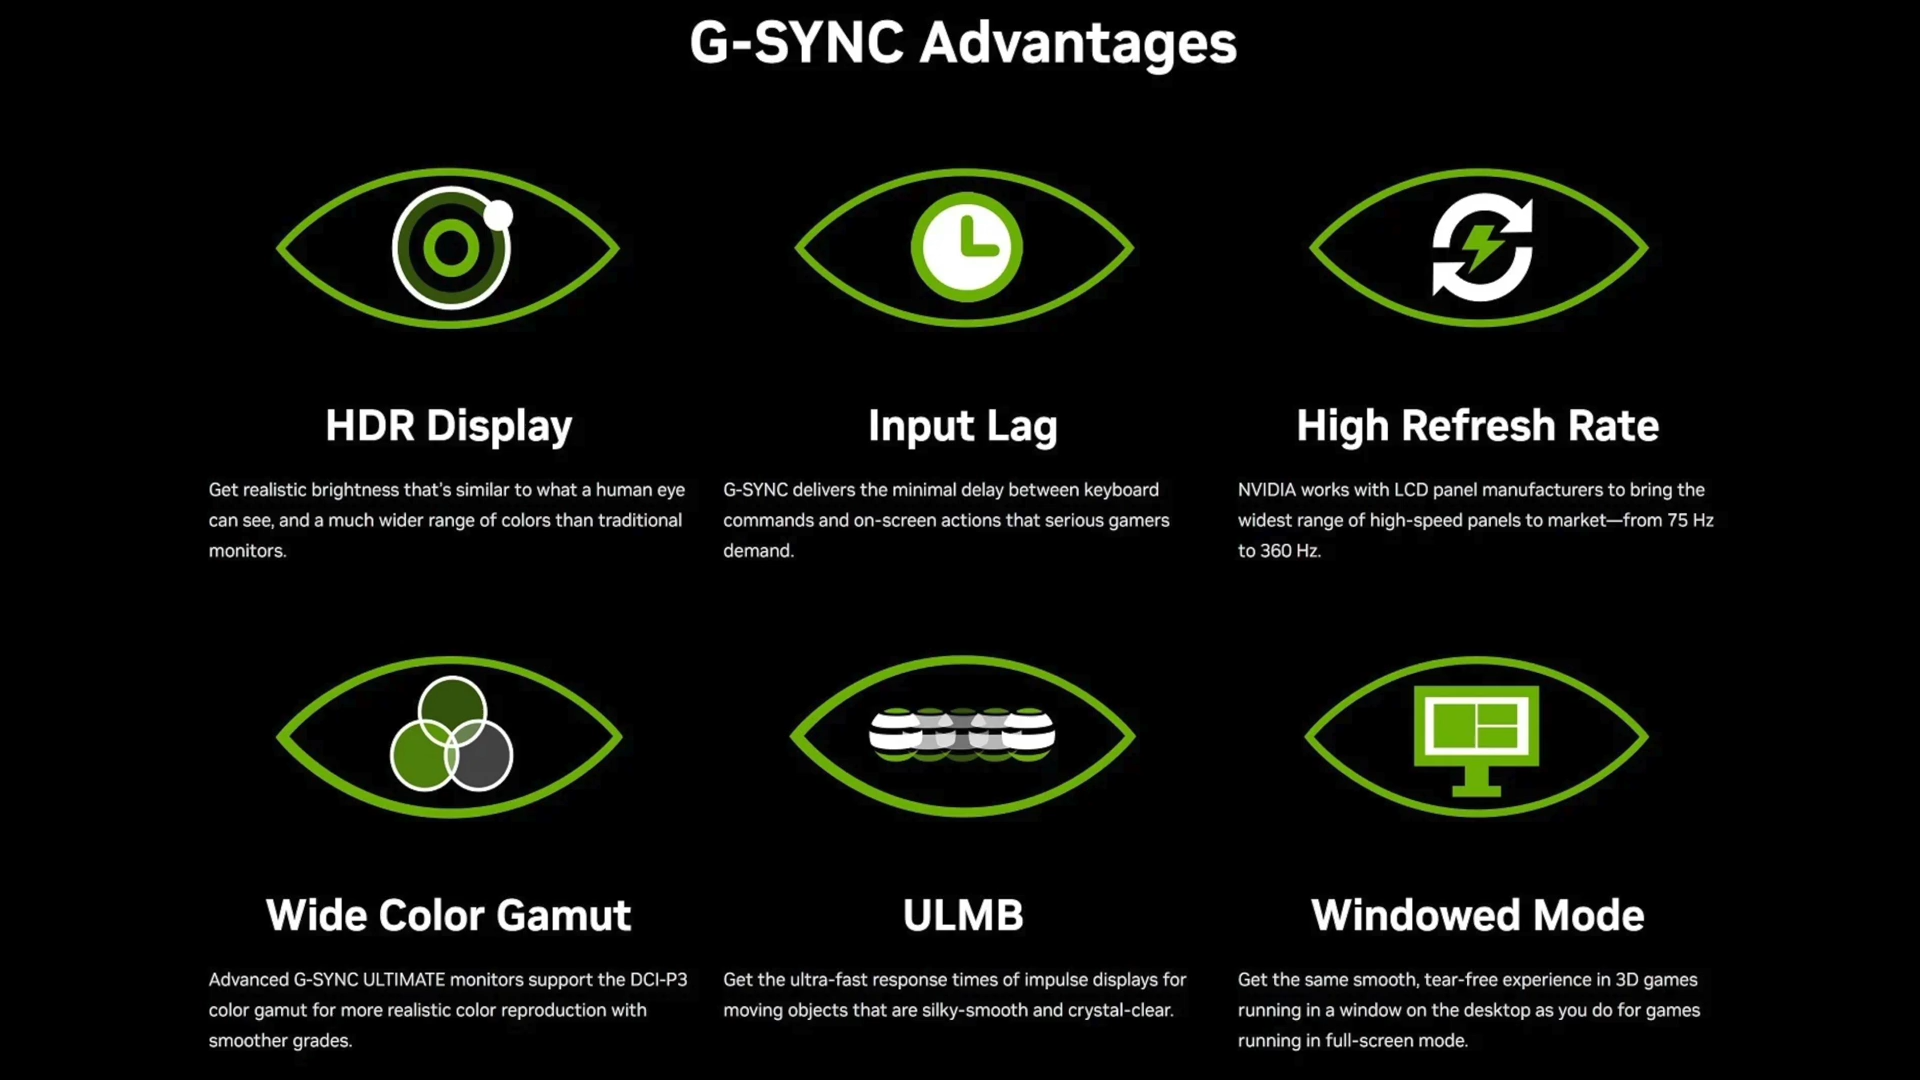 G-SYNC Advantages
HDR Display
Get realistic brightness that's similar to what a human eye
can see, and a much wider range of colors than traditional
monitors.
Input Lag
G-SYNC delivers the minimal delay between keyboard
commands and on-screen actions that serious gamers
demand.
High Refresh Rate
NVIDIA works with LCD panel manufacturers to bring the
widest range of high-speed panels to market—from 75 Hz
to 360 Hz.
Wide Color Gamut
Advanced G-SYNC ULTIMATE monitors support the DCI-P3
color gamut for more realistic color reproduction with
smoother grades.
ULMB
Get the ultra-fast response times of impulse displays for
moving objects that are silky-smooth and crystal-clear.
Windowed Mode
Get the same smooth, tear-free experience in 3D games
running in a window on the desktop as you do for games
running in full-screen mode.